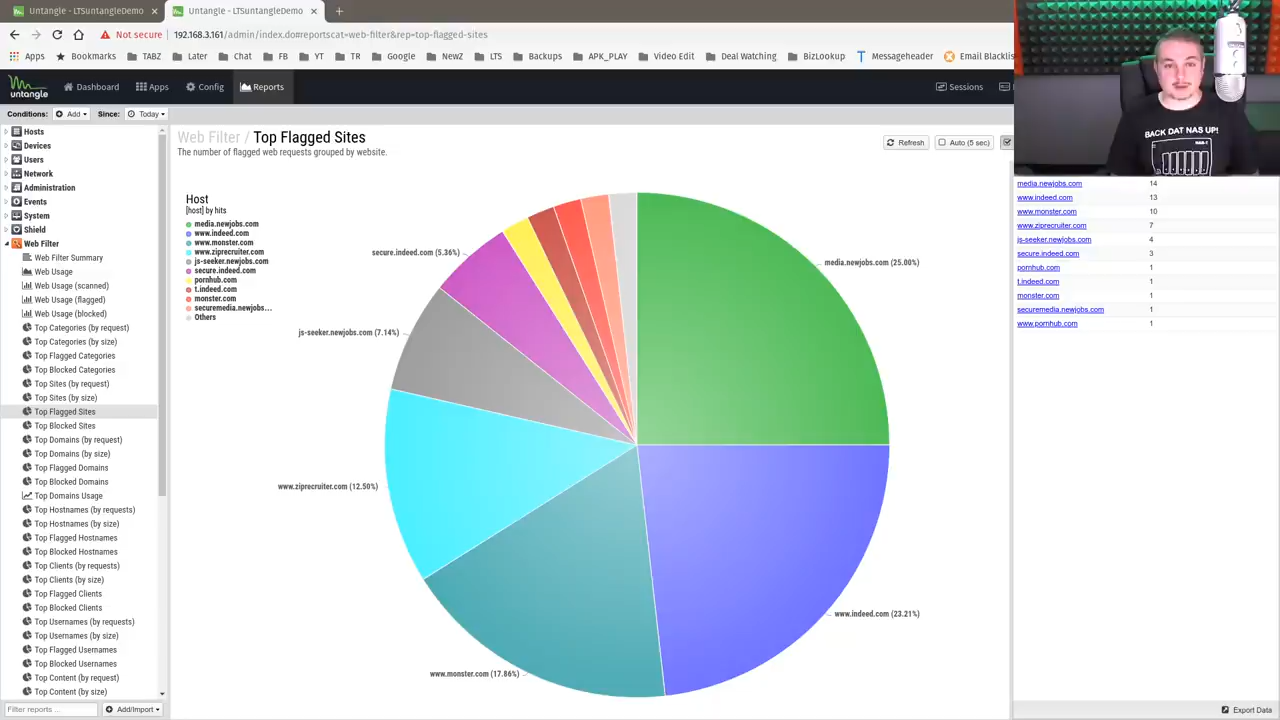 Untangle - LTSuntangleDemo
Untangle - LTSuntangleDemo
Not secure
192.168.3.161/admin/index.do#reportscat=web-filter&rep=top-flagged-sites
Apps
Bookmarks
TABZ
Later
Chat
FB
YT
TR
Google
NewZ
LTS
Backups
APK_PLAY
Video Edit
Deal Watching
BizLookup
Messageheader
Email Blacklis
untangle
Dashboard
Apps
Config
Reports
Sessions
Conditions:
Add
Since:
Today
Hosts
Devices
Users
Network
Administration
Events
System
Shield
Web Filter
Web Filter Summary
Web Usage
Web Usage (scanned)
Web Usage (flagged)
Web Usage (blocked)
Top Categories (by request)
Top Categories (by size)
Top Flagged Categories
Top Blocked Categories
Top Sites (by request)
Top Sites (by size)
Top Flagged Sites
Top Blocked Sites
Top Domains (by request)
Top Domains (by size)
Top Flagged Domains
Top Blocked Domains
Top Domains Usage
Top Hostnames (by requests)
Top Hostnames (by size)
Top Flagged Hostnames
Top Blocked Hostnames
Top Clients (by requests)
Top Clients (by size)
Top Flagged Clients
Top Blocked Clients
Top Usernames (by requests)
Top Usernames (by size)
Top Flagged Usernames
Top Blocked Usernames
Top Content (by request)
Top Content (by size)
Filter reports ...
Add/Import
Web Filter / Top Flagged Sites
The number of flagged web requests grouped by website.
Refresh
Auto (5 sec)
Host
[host] by hits
media.newjobs.com
www.indeed.com
www.monster.com
www.ziprecruiter.com
js-seeker.newjobs.com
secure.indeed.com
pornhub.com
t.indeed.com
monster.com
securemedia.newjobs...
Others
secure.indeed.com (5.36%)
media.newjobs.com (25.00%)
js-seeker.newjobs.com (7.14%)
www.ziprecruiter.com (12.50%)
www.indeed.com (23.21%)
www.monster.com (17.86%)
BACK DAT NAS UP!
media.newjobs.com 14
www.indeed.com 13
www.monster.com 10
www.ziprecruiter.com 7
js-seeker.newjobs.com 4
secure.indeed.com 3
pornhub.com 1
t.indeed.com 1
monster.com 1
securemedia.newjobs.com 1
www.pornhub.com 1
Export Data